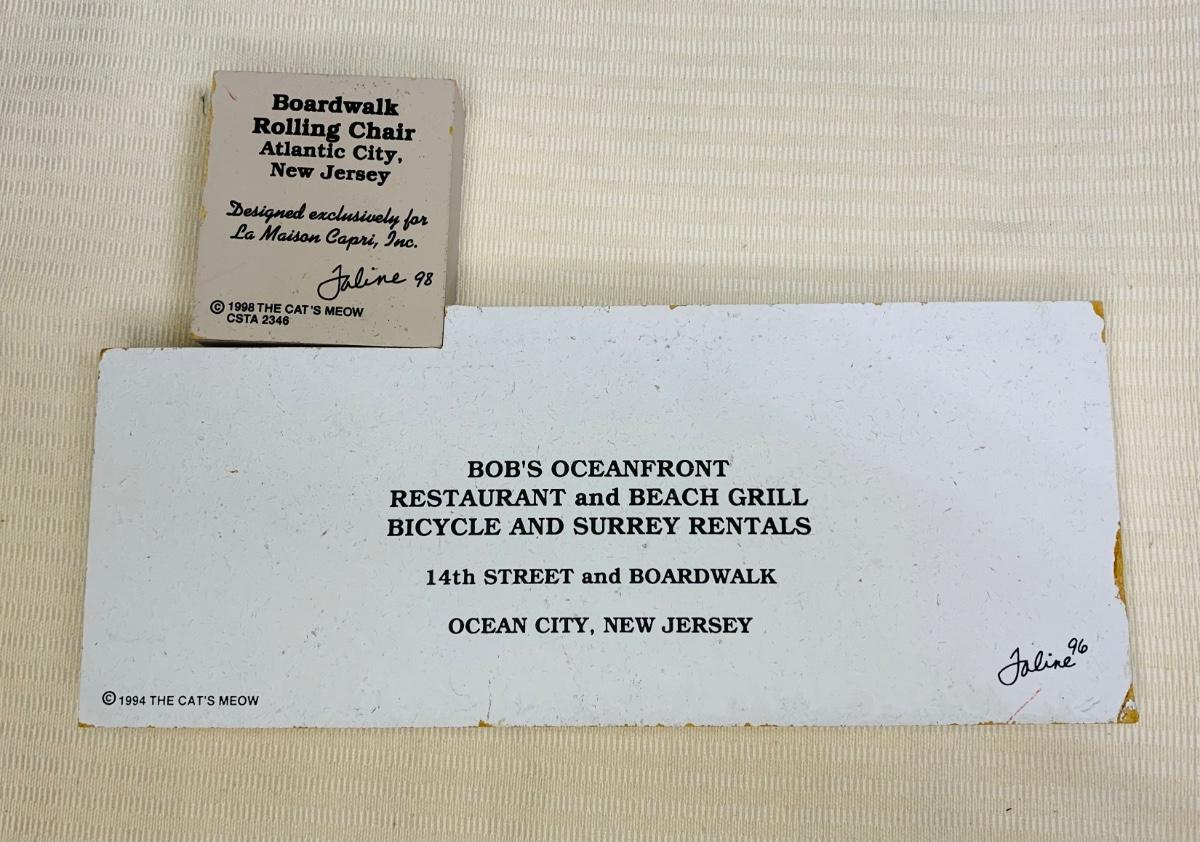 Boardwalk
Rolling Chair
Atlantic City,
New Jersey
Designed exclusively for
La Maison Capri, Inc.
Faline 98
© 1998 THE CAT'S MEOW
CSTA 2346
BOB'S OCEANFRONT
RESTAURANT and BEACH GRILL
BICYCLE AND SURREY RENTALS
14th STREET and BOARDWALK
OCEAN CITY, NEW JERSEY
Faline 96
© 1994 THE CAT'S MEOW